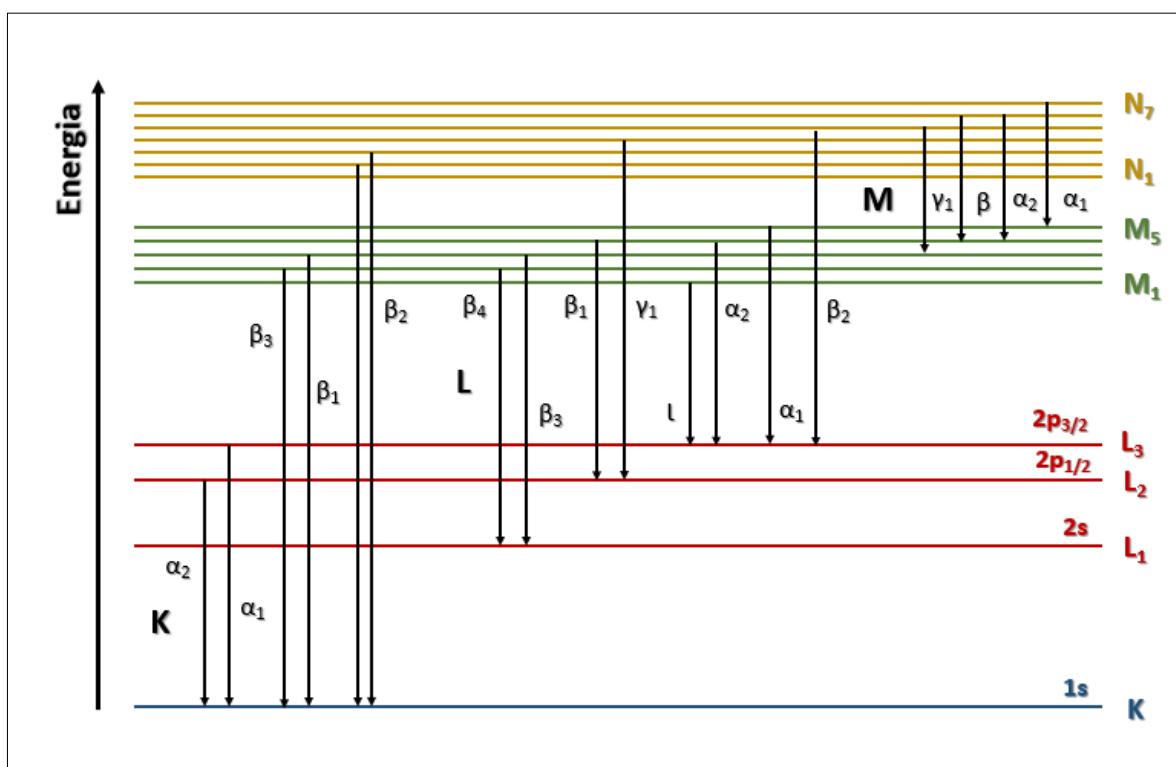 Energia
N₇
N₁
M γ₁ β α₂ α₁
M₅
M₁
β₃ β₁ β₂
L β₄ β₃ β₁ γ₁
l α₂ α₁ β₂
2p₃/₂ L₃
2p₁/₂ L₂
2s L₁
K α₂ α₁
1s K